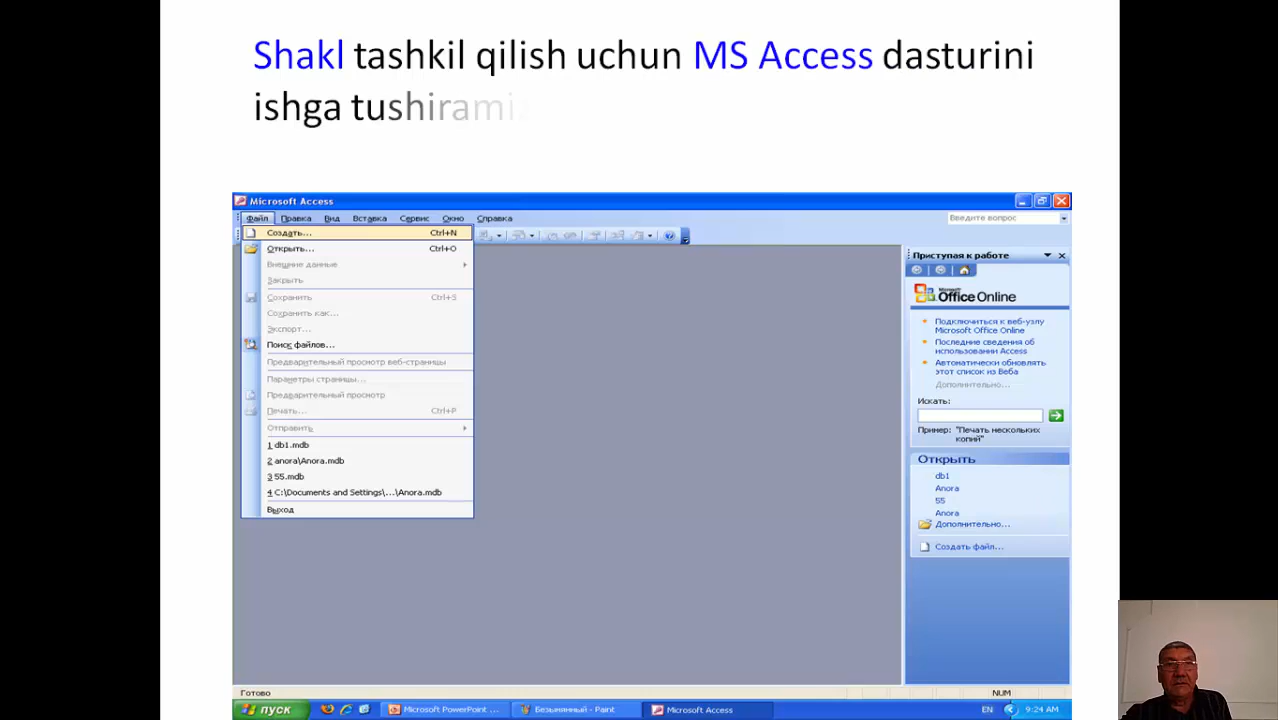 Shakl tashkil qilish uchun MS Access dasturini
ishga tushirami
Microsoft Access
Файл Правка Вид Вставка Сервис Окно Справка
Введите вопрос
Создать... Ctrl+N
Открыть... Ctrl+O
Внешние данные
Закрыть
Сохранить Ctrl+S
Сохранить как...
Экспорт...
Поиск файлов...
Предварительный просмотр веб-страницы
Параметры страницы...
Предварительный просмотр
Печать... Ctrl+P
Отправить
1 db1.mdb
2 anora\Anora.mdb
3 55.mdb
4 C:\Documents and Settings\...\Anora.mdb
Выход
Приступая к работе
Microsoft
Office Online
Подключиться к веб-узлу
Microsoft Office Online
Последние сведения об
использовании Access
Автоматически обновлять
этот список из Веба
Дополнительно...
Искать:
Пример: "Печать нескольких
копий"
Открыть
db1
Anora
55
Anora
Дополнительно...
Создать файл...
Готово
NUM
пуск
Microsoft PowerPoint ...
Безымянный - Paint
Microsoft Access
EN
9:24 AM